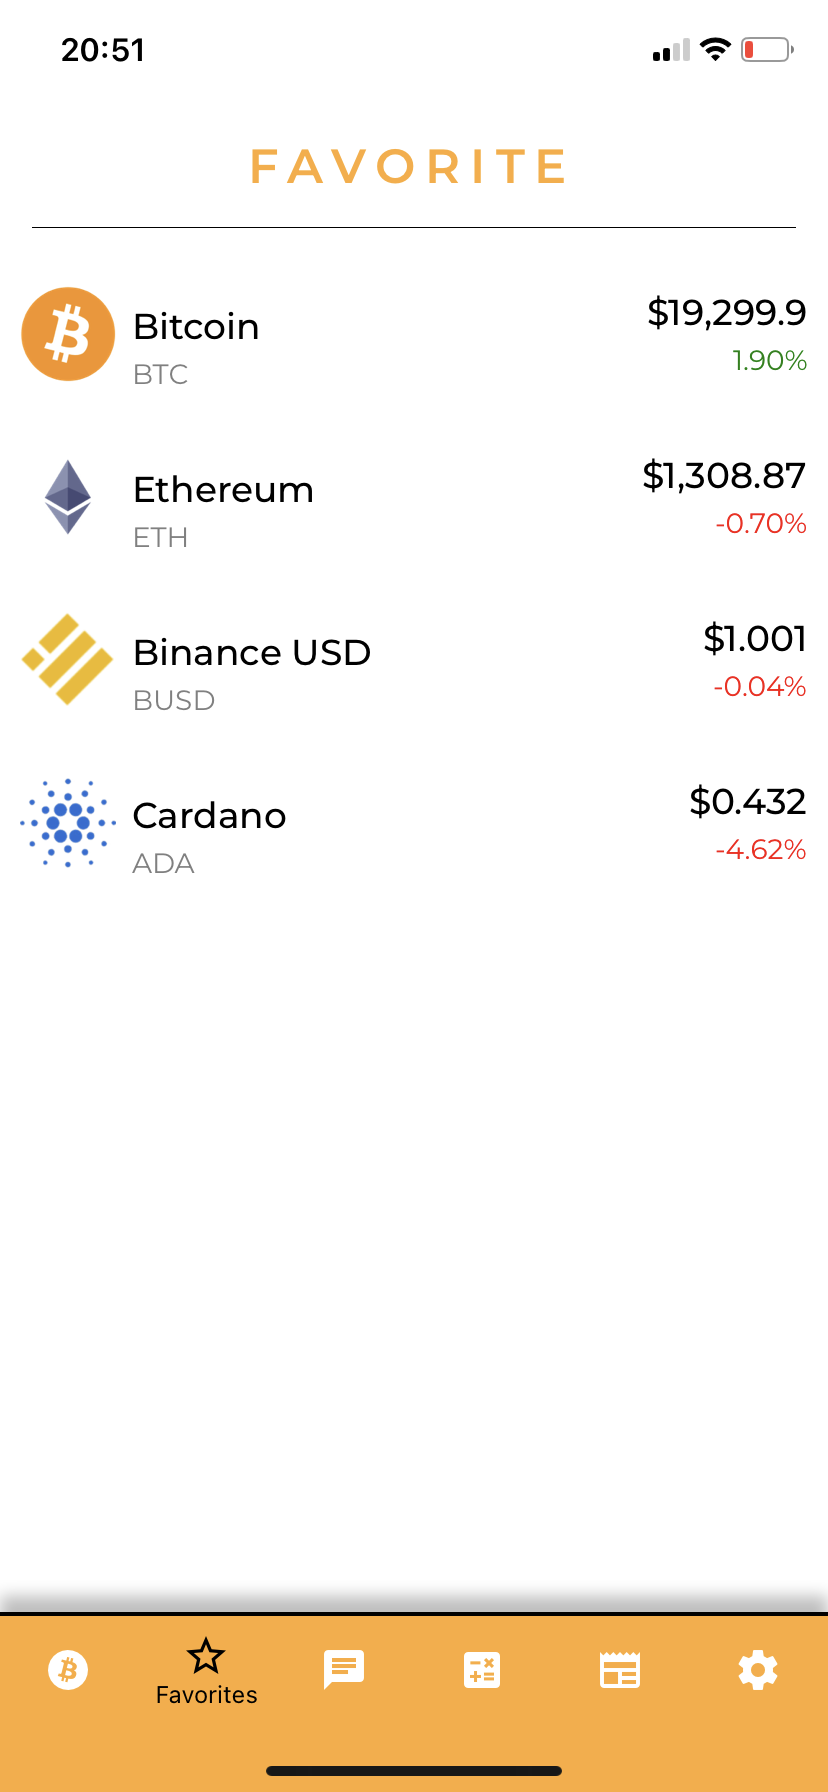 20:51
FAVORITE
Bitcoin
$19,299.9
BTC
1.90%
Ethereum
$1,308.87
ETH
-0.70%
Binance USD
$1.001
BUSD
-0.04%
Cardano
$0.432
ADA
-4.62%
Favorites